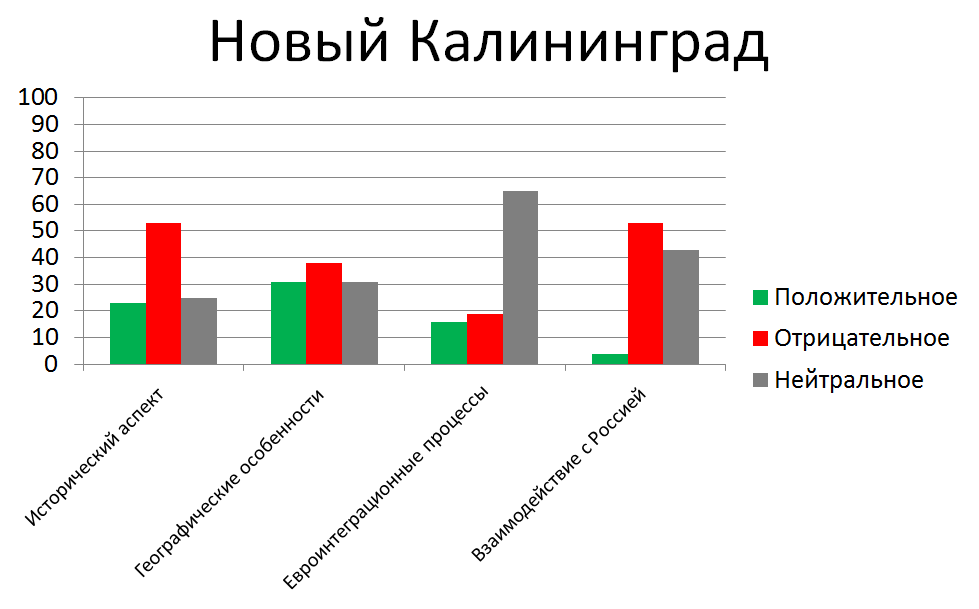 Новый Калининград
100
90
80
70
60
50
40
30
20
10
0
Исторический аспект
Географические особенности
Евроинтеграционные процессы
Взаимодействие с Россией
Положительное
Отрицательное
Нейтральное